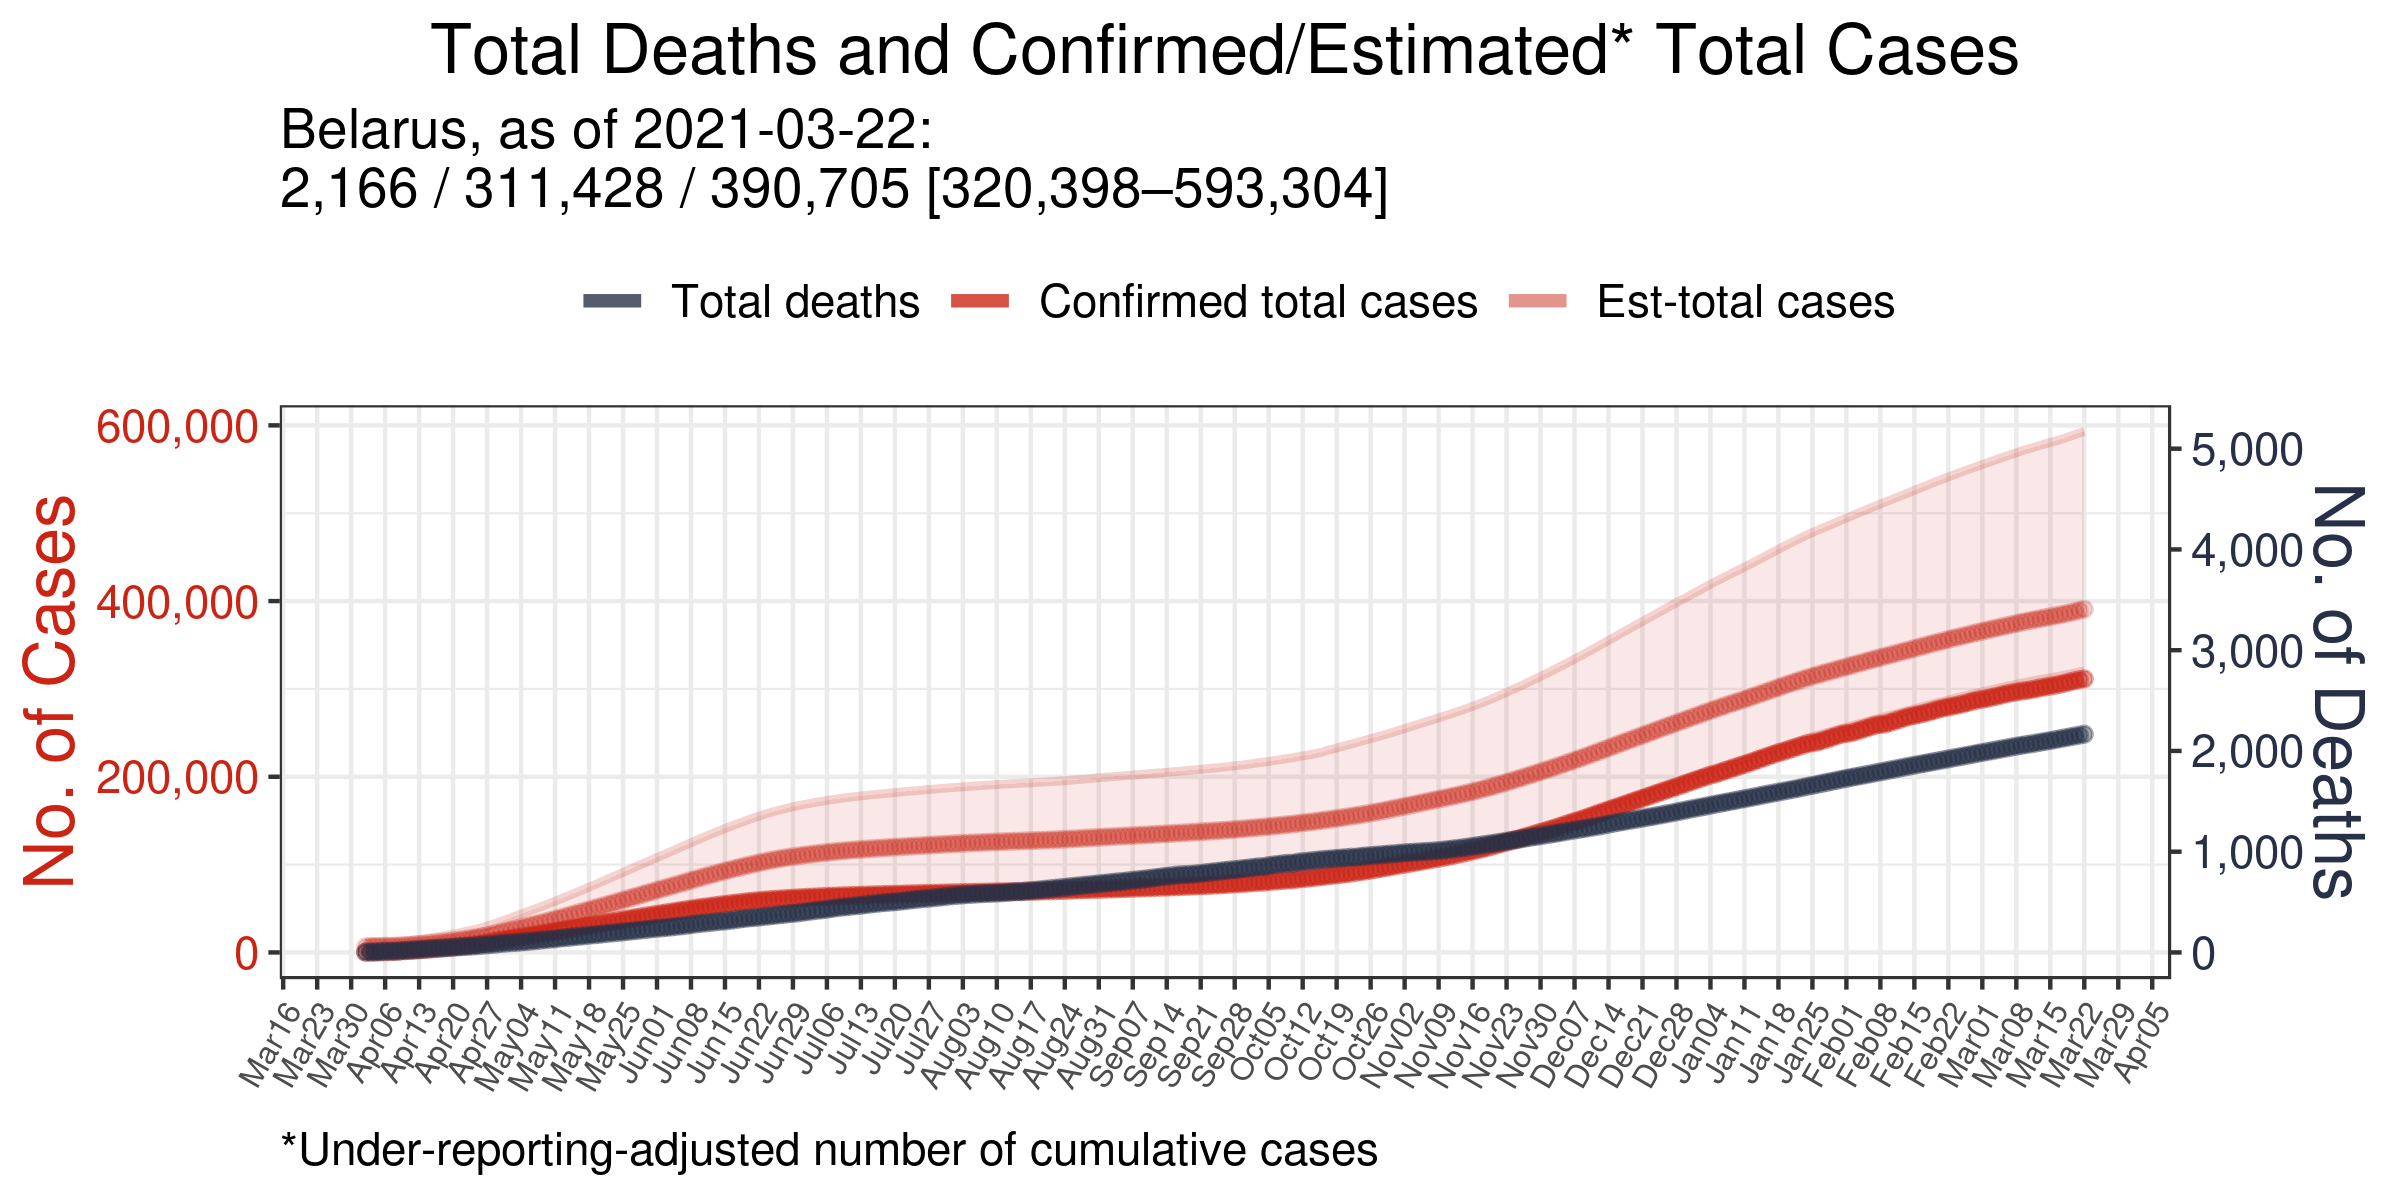 Total Deaths and Confirmed/Estimated* Total Cases
Belarus, as of 2021-03-22:
2,166 / 311,428 / 390,705 [320,398–593,304]
Total deaths
Confirmed total cases
Est-total cases
No. of Cases
600,000
400,000
200,000
0
5,000
4,000
3,000
2,000
1,000
0
No. of Deaths
Mar16
Mar23
Mar30
Apr06
Apr13
Apr20
Apr27
May04
May11
May18
May25
Jun01
Jun08
Jun15
Jun22
Jun29
Jul06
Jul13
Jul20
Jul27
Aug03
Aug10
Aug17
Aug24
Aug31
Sep07
Sep14
Sep21
Sep28
Oct05
Oct12
Oct19
Oct26
Nov02
Nov09
Nov16
Nov23
Nov30
Dec07
Dec14
Dec21
Dec28
Jan04
Jan11
Jan18
Jan25
Feb01
Feb08
Feb15
Feb22
Mar01
Mar08
Mar15
Mar22
Mar29
Apr05
*Under-reporting-adjusted number of cumulative cases